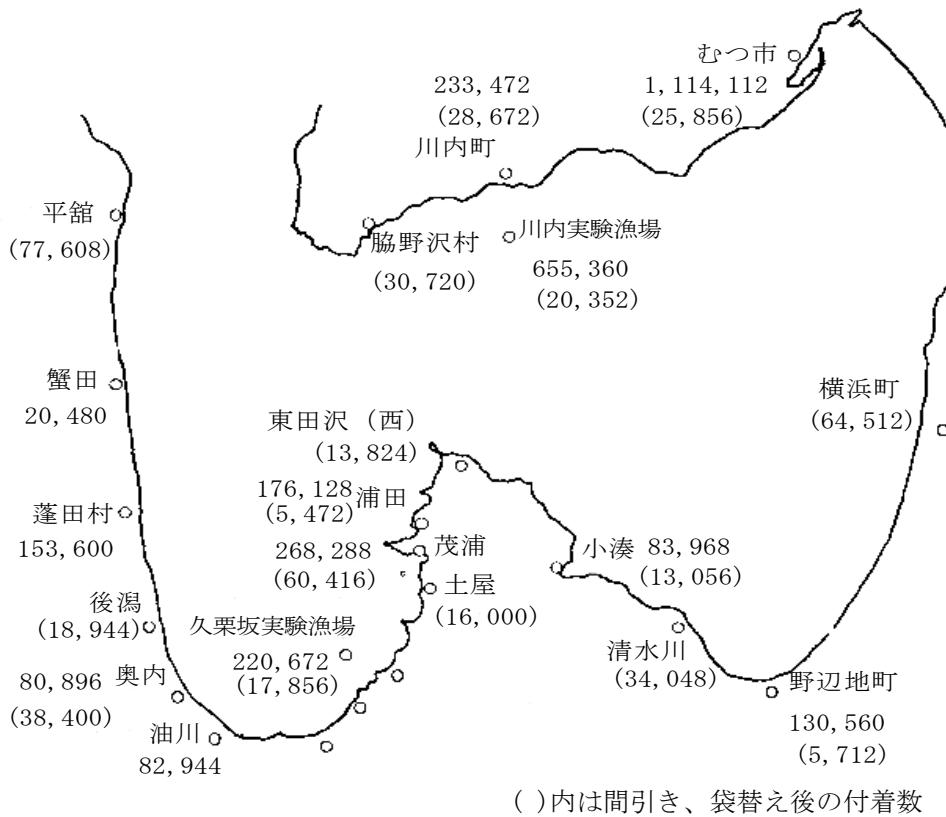 むつ市
1,114,112
(25,856)
233,472
(28,672)
川内町
平舘
(77,608)
脇野沢村
(30,720)
川内実験漁場
655,360
(20,352)
蟹田
20,480
横浜町
(64,512)
東田沢（西）
(13,824)
176,128
(5,472)
浦田
蓬田村
153,600
268,288
(60,416)
茂浦
小湊 83,968
(13,056)
土屋
(16,000)
後潟
(18,944)
久栗坂実験漁場
220,672
(17,856)
清水川
(34,048)
奥内
80,896
(38,400)
野辺地町
130,560
(5,712)
油川
82,944
( )内は間引き、袋替え後の付着数